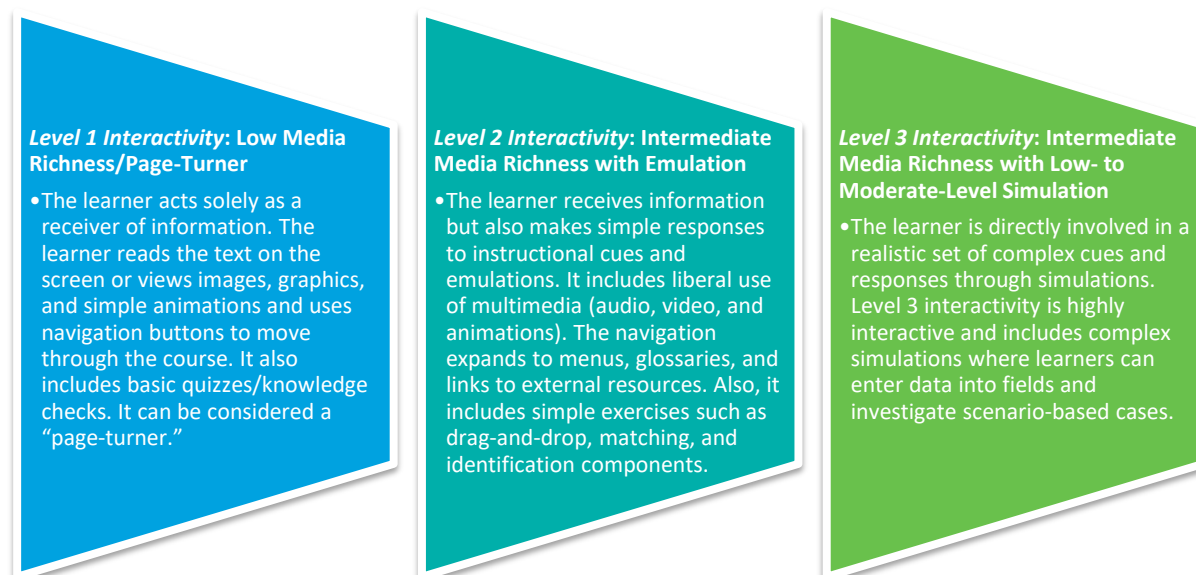 Level 1 Interactivity: Low Media
Richness/Page-Turner
•The learner acts solely as a
receiver of information. The
learner reads the text on the
screen or views images, graphics,
and simple animations and uses
navigation buttons to move
through the course. It also
includes basic quizzes/knowledge
checks. It can be considered a
“page-turner.”
Level 2 Interactivity: Intermediate
Media Richness with Emulation
•The learner receives information
but also makes simple responses
to instructional cues and
emulations. It includes liberal use
of multimedia (audio, video, and
animations). The navigation
expands to menus, glossaries, and
links to external resources. Also, it
includes simple exercises such as
drag-and-drop, matching, and
identification components.
Level 3 Interactivity: Intermediate
Media Richness with Low- to
Moderate-Level Simulation
•The learner is directly involved in a
realistic set of complex cues and
responses through simulations.
Level 3 interactivity is highly
interactive and includes complex
simulations where learners can
enter data into fields and
investigate scenario-based cases.